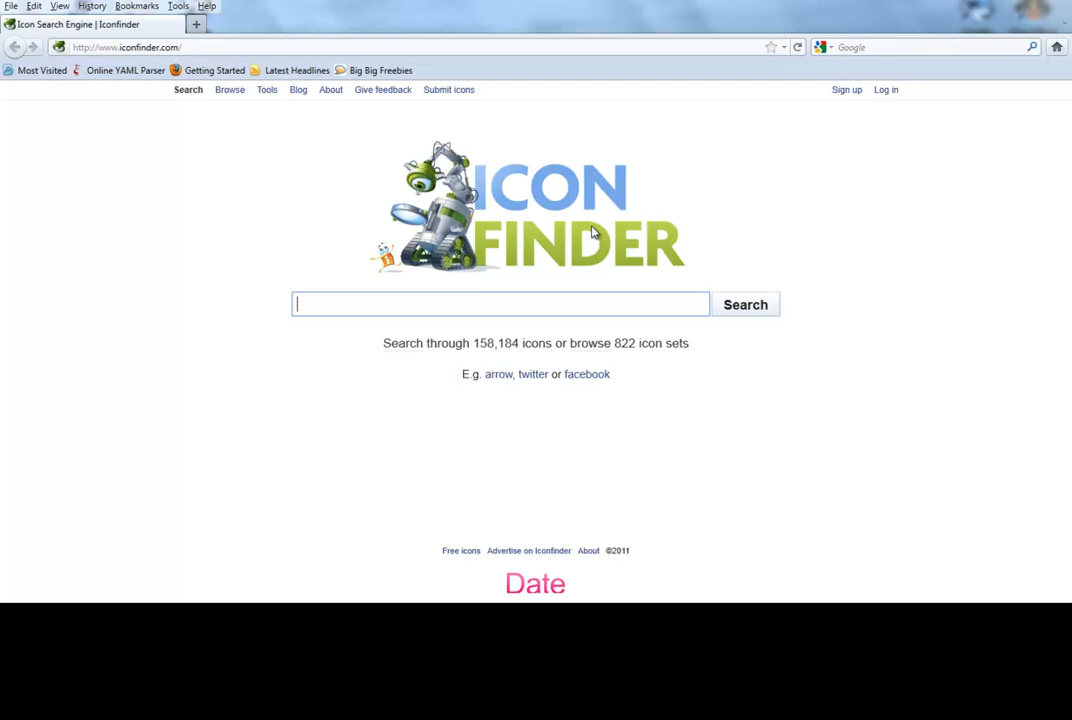 File Edit View History Bookmarks Tools Help
Icon Search Engine | Iconfinder +
http://www.iconfinder.com/ Google
Most Visited Online YAML Parser Getting Started Latest Headlines Big Big Freebies
Search Browse Tools Blog About Give feedback Submit icons Sign up Log in
ICON
FINDER
Search
Search through 158,184 icons or browse 822 icon sets
E.g. arrow, twitter or facebook
Free icons Advertise on Iconfinder About ©2011
Date